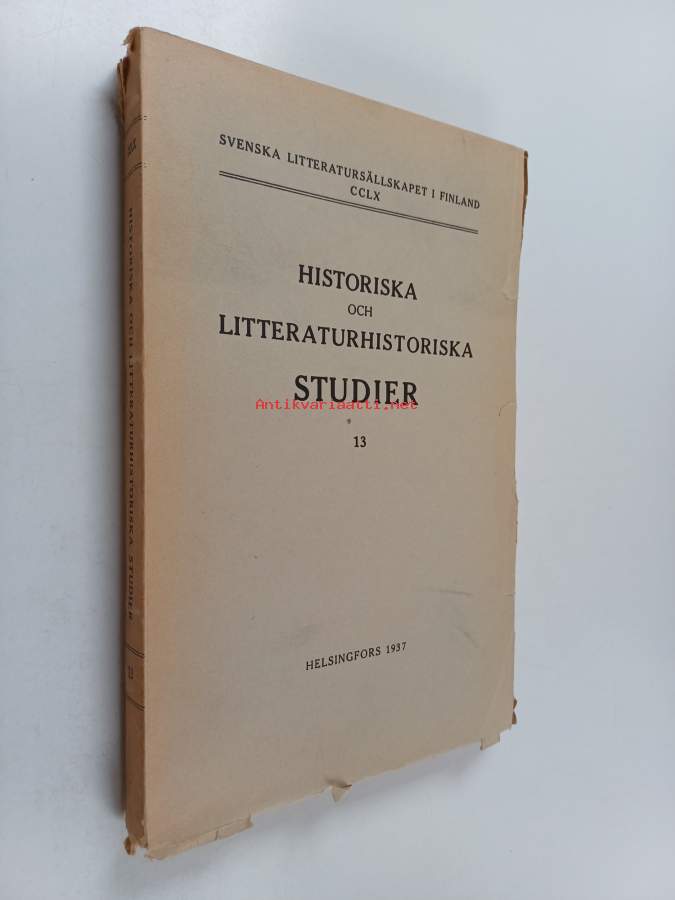 SVENSKA LITTERATURSÄLLSKAPET I FINLAND
CCLX
HISTORISKA
OCH
LITTERATURHISTORISKA
STUDIER
Antikvariaatti.net
13
HELSINGFORS 1937
HISTORISKA OCH LITTERATURHISTORISKA STUDIER